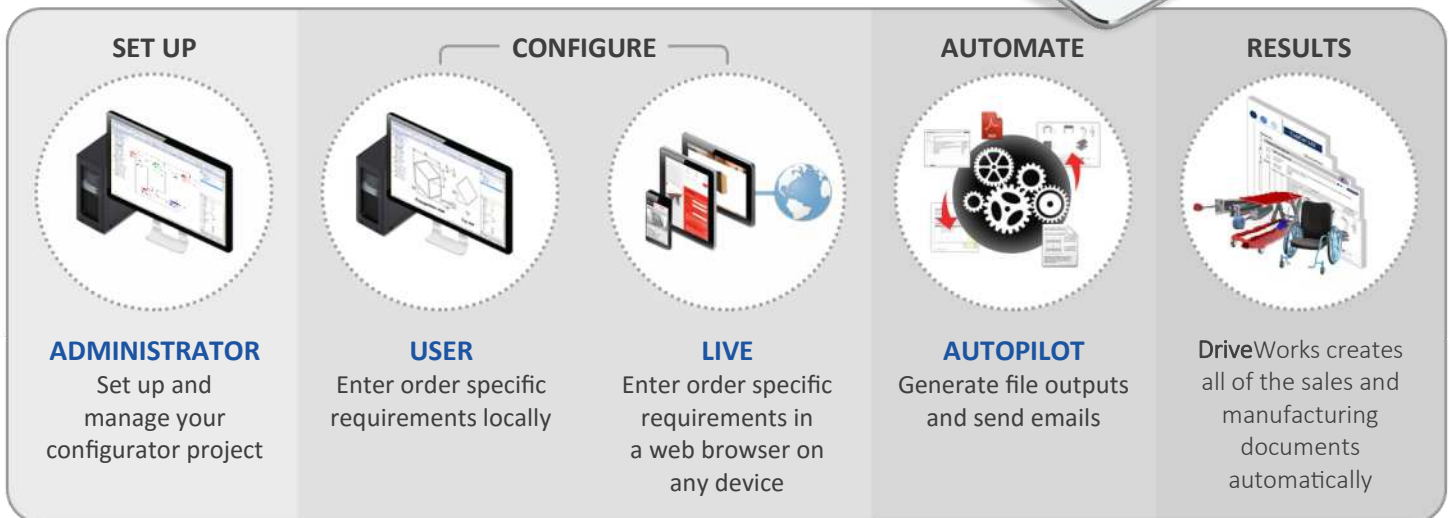 SET UP
CONFIGURE
AUTOMATE
RESULTS
ADMINISTRATOR
Set up and
manage your
configurator project
USER
Enter order specific
requirements locally
LIVE
Enter order specific
requirements in
a web browser on
any device
AUTOPILOT
Generate file outputs
and send emails
DriveWorks creates
all of the sales and
manufacturing
documents
automatically